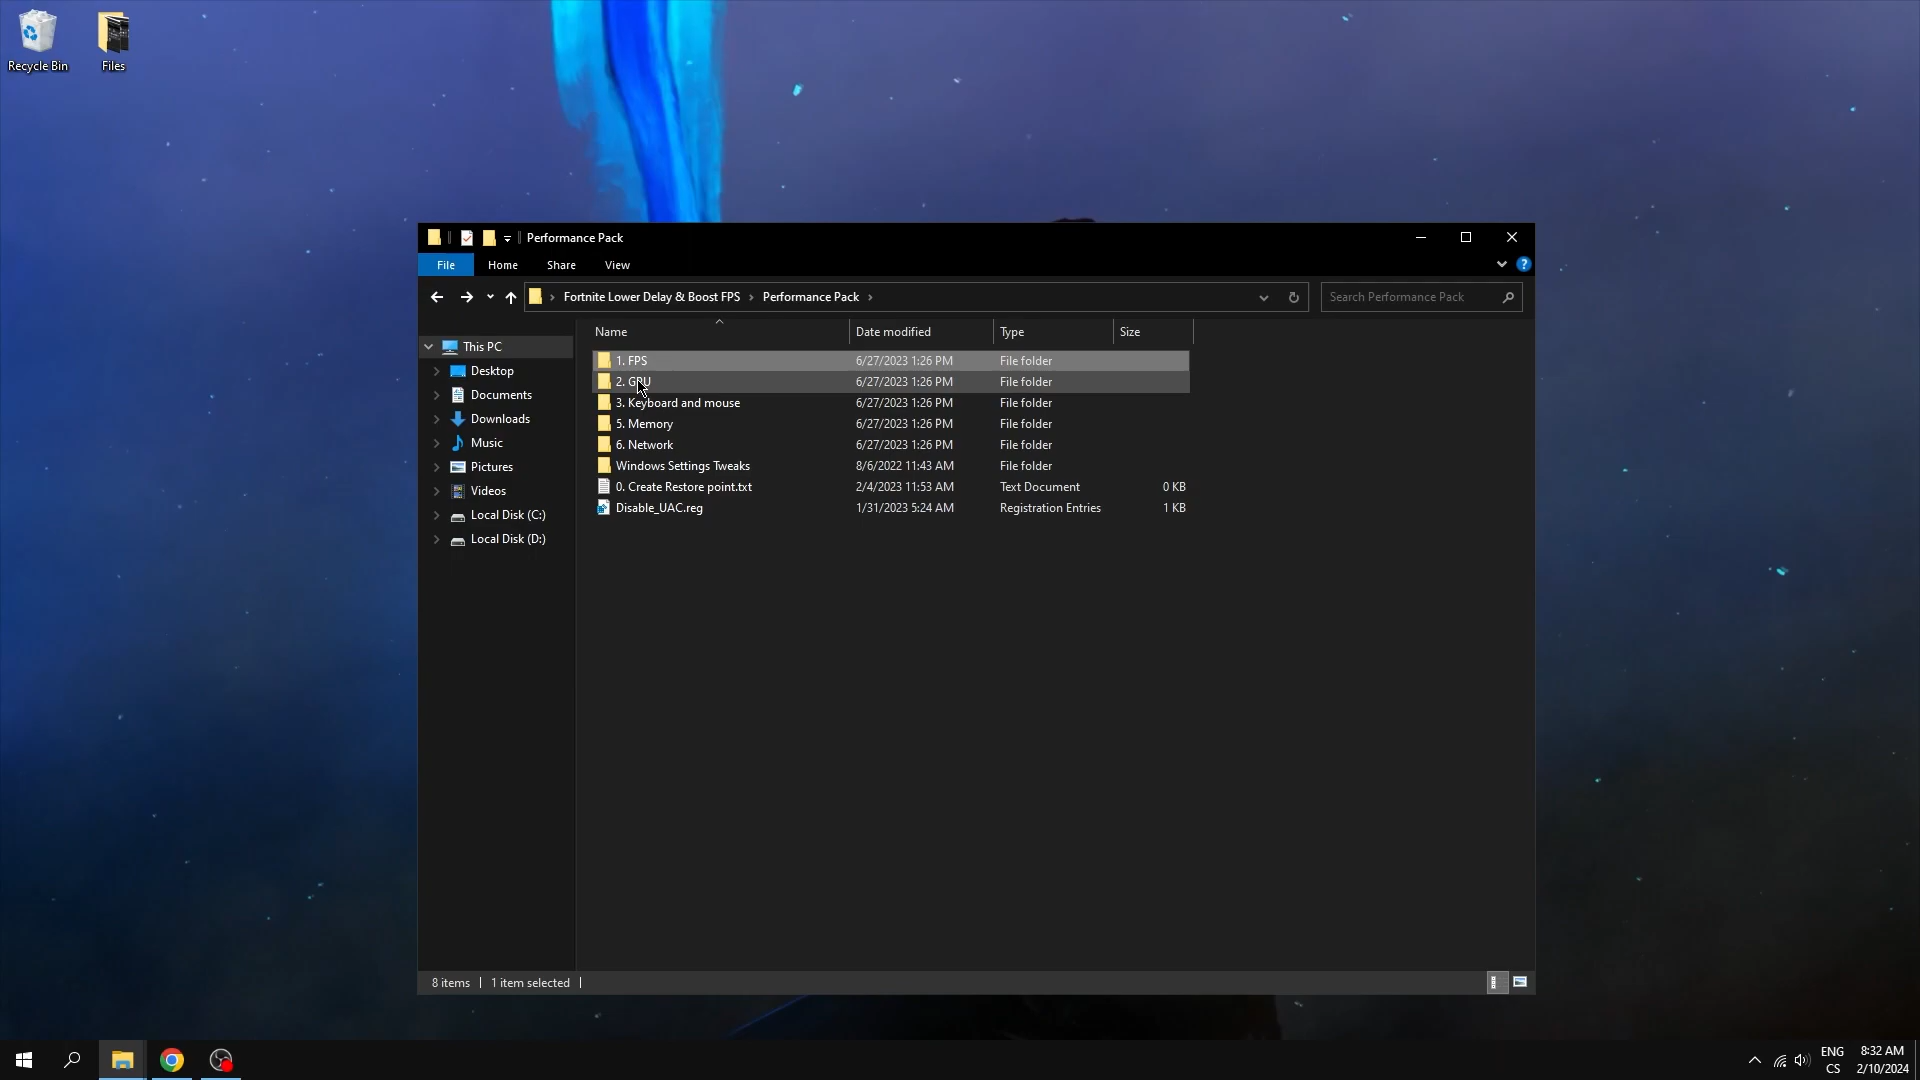 Recycle Bin
Files
Performance Pack
File
Home
Share
View
Fortnite Lower Delay & Boost FPS
Performance Pack
Search Performance Pack
Name
Date modified
Type
Size
This PC
Desktop
Documents
Downloads
Music
Pictures
Videos
Local Disk (C:)
Local Disk (D:)
1. FPS 6/27/2023 1:26 PM File folder
2. GPU 6/27/2023 1:26 PM File folder
3. Keyboard and mouse 6/27/2023 1:26 PM File folder
5. Memory 6/27/2023 1:26 PM File folder
6. Network 6/27/2023 1:26 PM File folder
Windows Settings Tweaks 8/6/2022 11:43 AM File folder
0. Create Restore point.txt 2/4/2023 11:53 AM Text Document 0 KB
Disable_UAC.reg 1/31/2023 5:24 AM Registration Entries 1 KB
8 items
1 item selected
ENG
CS
8:32 AM
2/10/2024